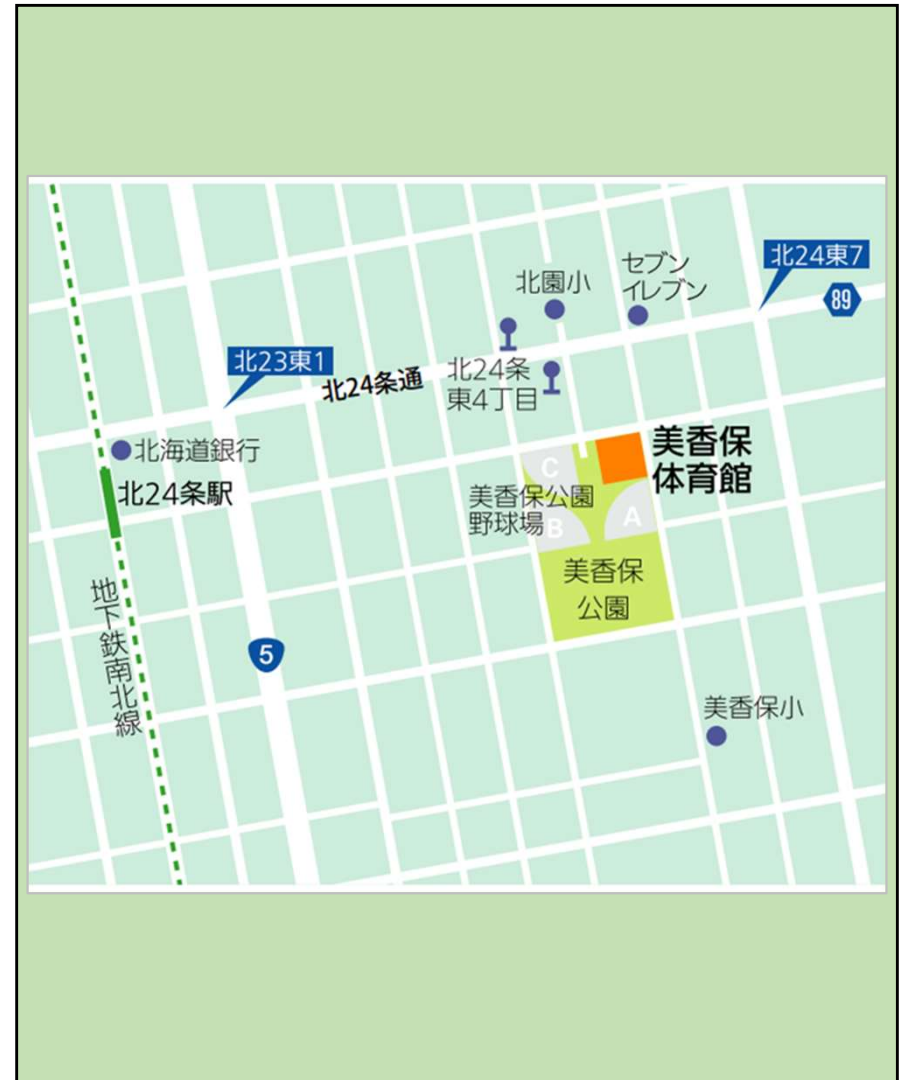 北24東7
89
セブン
イレブン
北園小
北23東1
北24条通
北24条
東4丁目
北海道銀行
北24条駅
美香保
体育館
C
美香保公園
野球場
B
A
美香保
公園
地下鉄南北線
5
美香保小